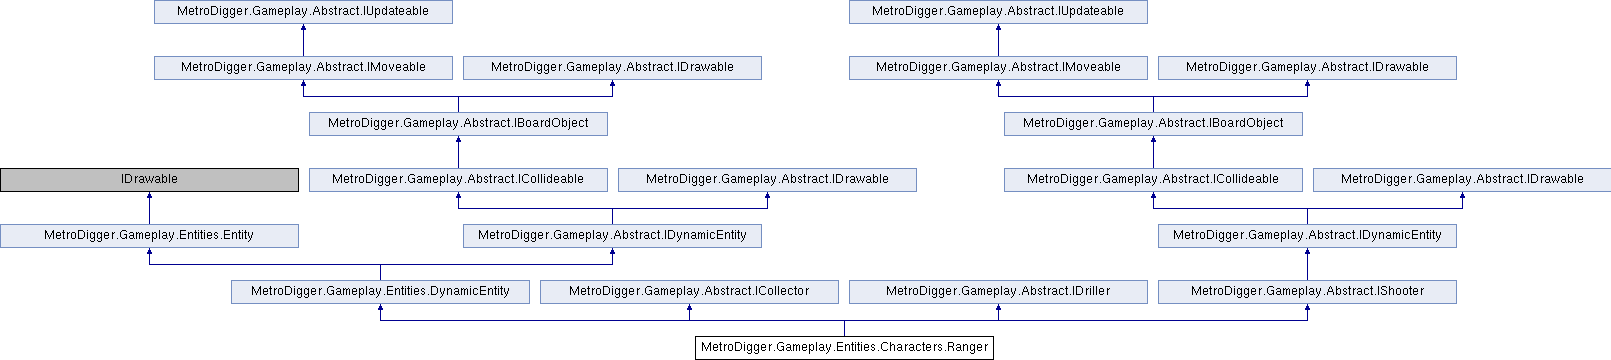 MetroDigger.Gameplay.Abstract.IUpdateable
MetroDigger.Gameplay.Abstract.IUpdateable
MetroDigger.Gameplay.Abstract.IMoveable
MetroDigger.Gameplay.Abstract.IDrawable
MetroDigger.Gameplay.Abstract.IMoveable
MetroDigger.Gameplay.Abstract.IDrawable
MetroDigger.Gameplay.Abstract.IBoardObject
MetroDigger.Gameplay.Abstract.IBoardObject
IDrawable
MetroDigger.Gameplay.Abstract.ICollideable
MetroDigger.Gameplay.Abstract.IDrawable
MetroDigger.Gameplay.Abstract.ICollideable
MetroDigger.Gameplay.Abstract.IDrawable
MetroDigger.Gameplay.Entities.Entity
MetroDigger.Gameplay.Abstract.IDynamicEntity
MetroDigger.Gameplay.Abstract.IDynamicEntity
MetroDigger.Gameplay.Entities.DynamicEntity
MetroDigger.Gameplay.Abstract.ICollector
MetroDigger.Gameplay.Abstract.IDriller
MetroDigger.Gameplay.Abstract.IShooter
MetroDigger.Gameplay.Entities.Characters.Ranger